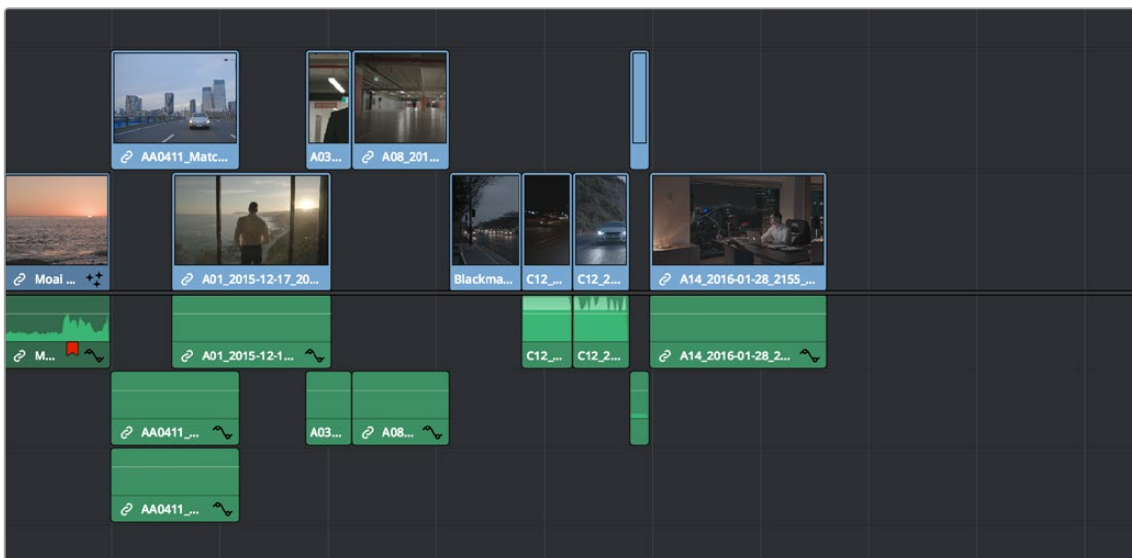 AA0411_Matc...
A03...
A08_201...
Moai ...
A01_2015-12-17_20...
Blackma...
C12_...
C12_2...
A14_2016-01-28_2155_...
M...
A01_2015-12-1...
C12_...
C12_2...
A14_2016-01-28_2...
AA0411_...
A03...
A08...
AA0411_...